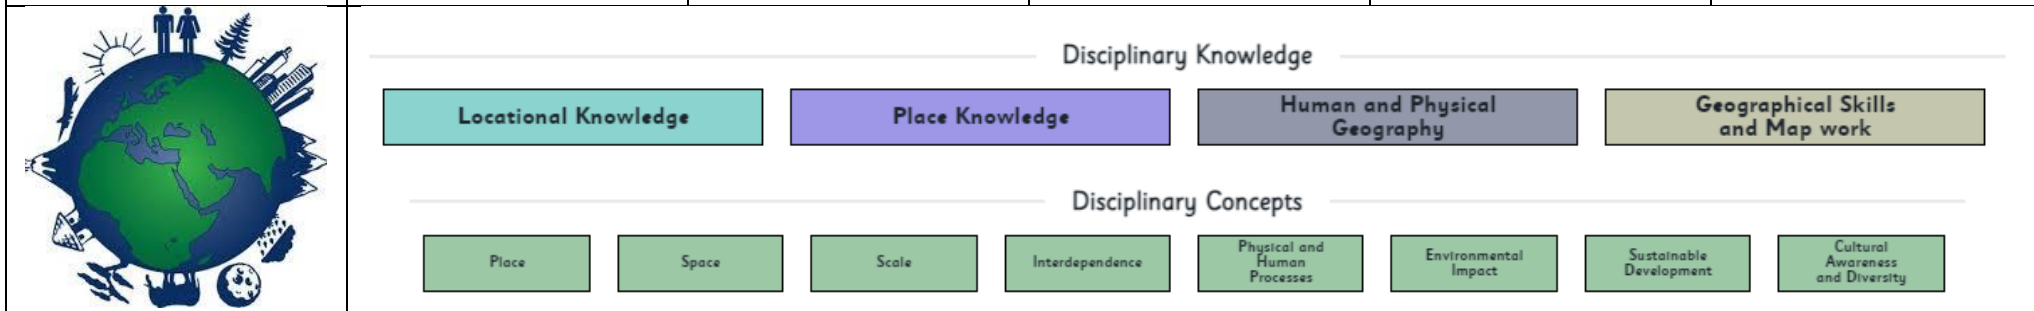 Disciplinary Knowledge
Locational Knowledge
Place Knowledge
Human and Physical
Geography
Geographical Skills
and Map work
Disciplinary Concepts
Place
Space
Scale
Interdependence
Physical and
Human
Processes
Environmental
Impact
Sustainable
Development
Cultural
Awareness
and Diversity